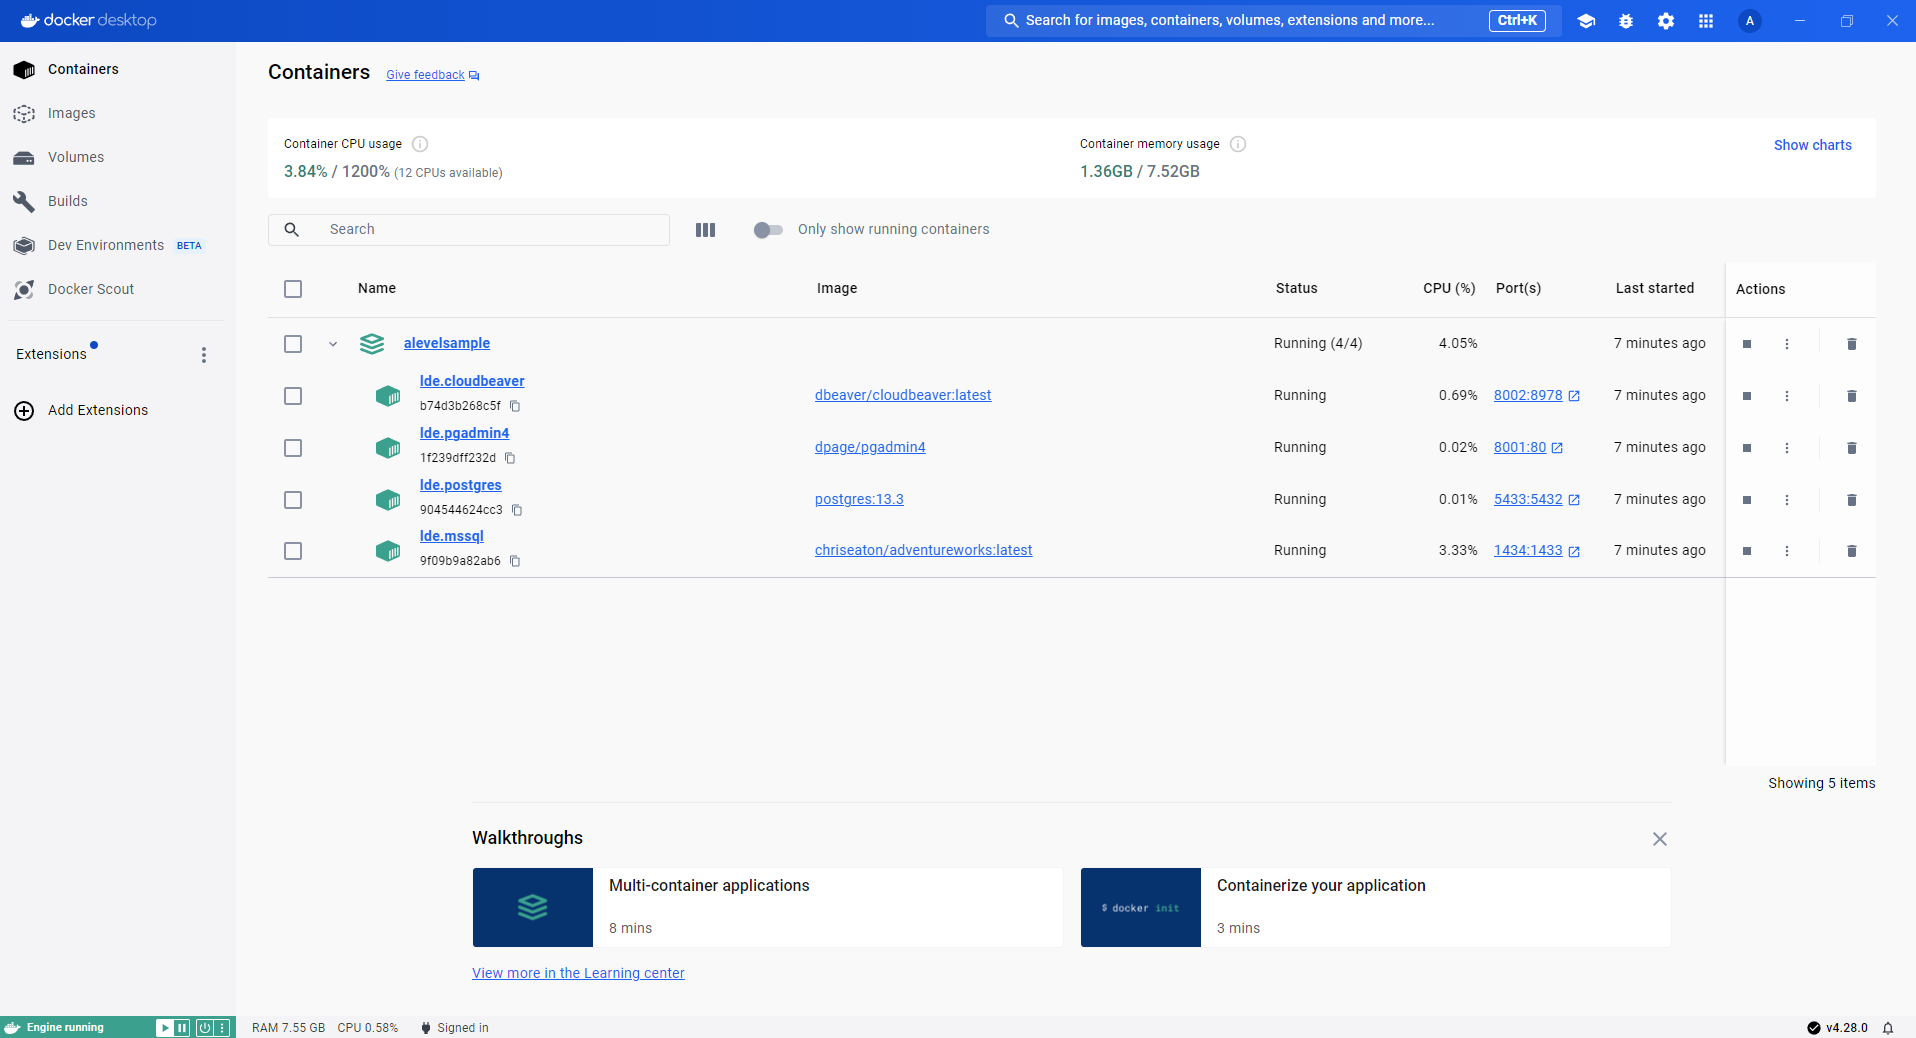 docker desktop
Search for images, containers, volumes, extensions and more...
Ctrl+K
A
Containers
Images
Volumes
Builds
Dev Environments BETA
Docker Scout
Extensions
Add Extensions
Containers Give feedback
Container CPU usage
3.84% / 1200% (12 CPUs available)
Container memory usage
1.36GB / 7.52GB
Show charts
Search
Only show running containers
Name Image Status CPU (%) Port(s) Last started Actions
alevelsample Running (4/4) 4.05% 7 minutes ago
lde.cloudbeaver
b74d3b268c5f
dbeaver/cloudbeaver:latest Running 0.69% 8002:8978 7 minutes ago
lde.pgadmin4
1f239dff232d
dpage/pgadmin4 Running 0.02% 8001:80 7 minutes ago
lde.postgres
904544624cc3
postgres:13.3 Running 0.01% 5433:5432 7 minutes ago
lde.mssql
9f09b9a82ab6
chriseaton/adventureworks:latest Running 3.33% 1434:1433 7 minutes ago
Showing 5 items
Walkthroughs
Multi-container applications
8 mins
$ docker init
Containerize your application
3 mins
View more in the Learning center
Engine running
RAM 7.55 GB CPU 0.58% Signed in
v4.28.0